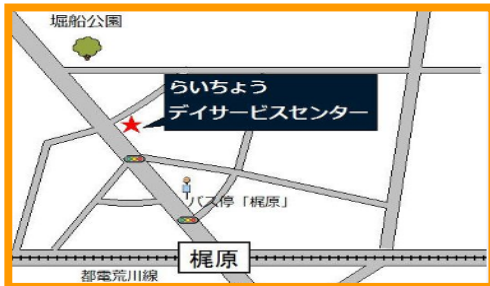 堀船公園
らいちょう
デイサービスセンター
バス停「梶原」
梶原
都電荒川線